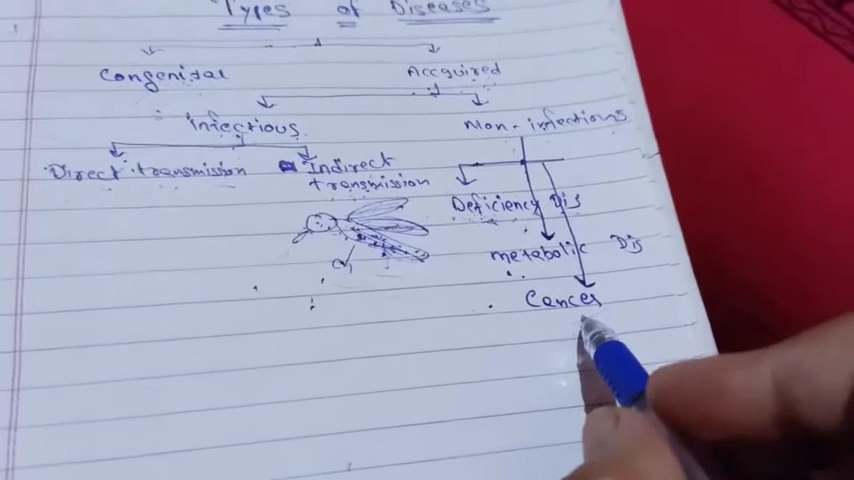 Types of Diseases
Congenital Accquired
Infectious Non-infectious
Direct transmission Indirect transmission
Deficiency Dis
metabolic Dis
Cancer